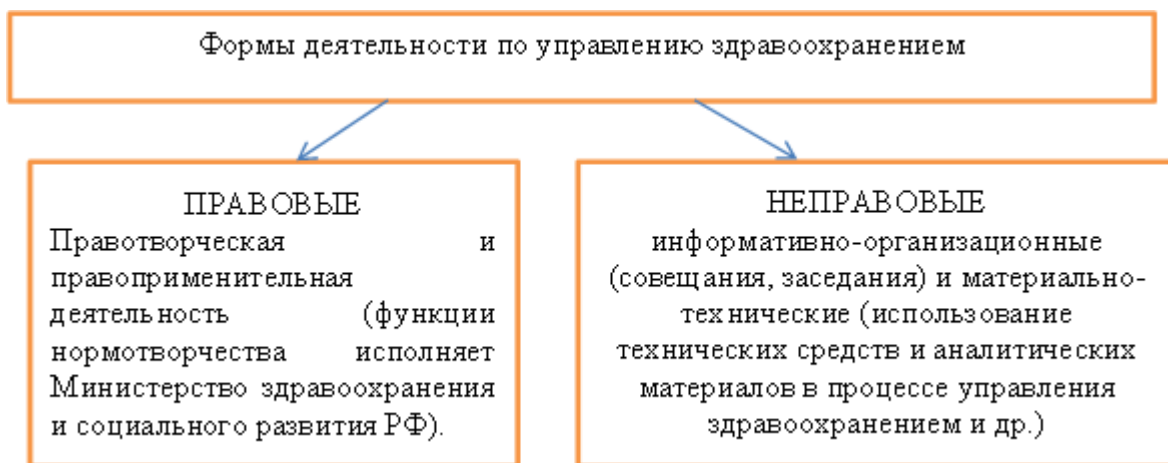 Формы деятельности по управлению здравоохранением
ПРАВОВЫЕ
Правотворческая и
правоприменительная
деятельность (функции
нормотворчества исполняет
Министерство здравоохранения
и социального развития РФ).
НЕПРАВОВЫЕ
информативно-организационные
(совещания, заседания) и материально-
технические (использование
технических средств и аналитических
материалов в процессе управления
здравоохранением и др.)